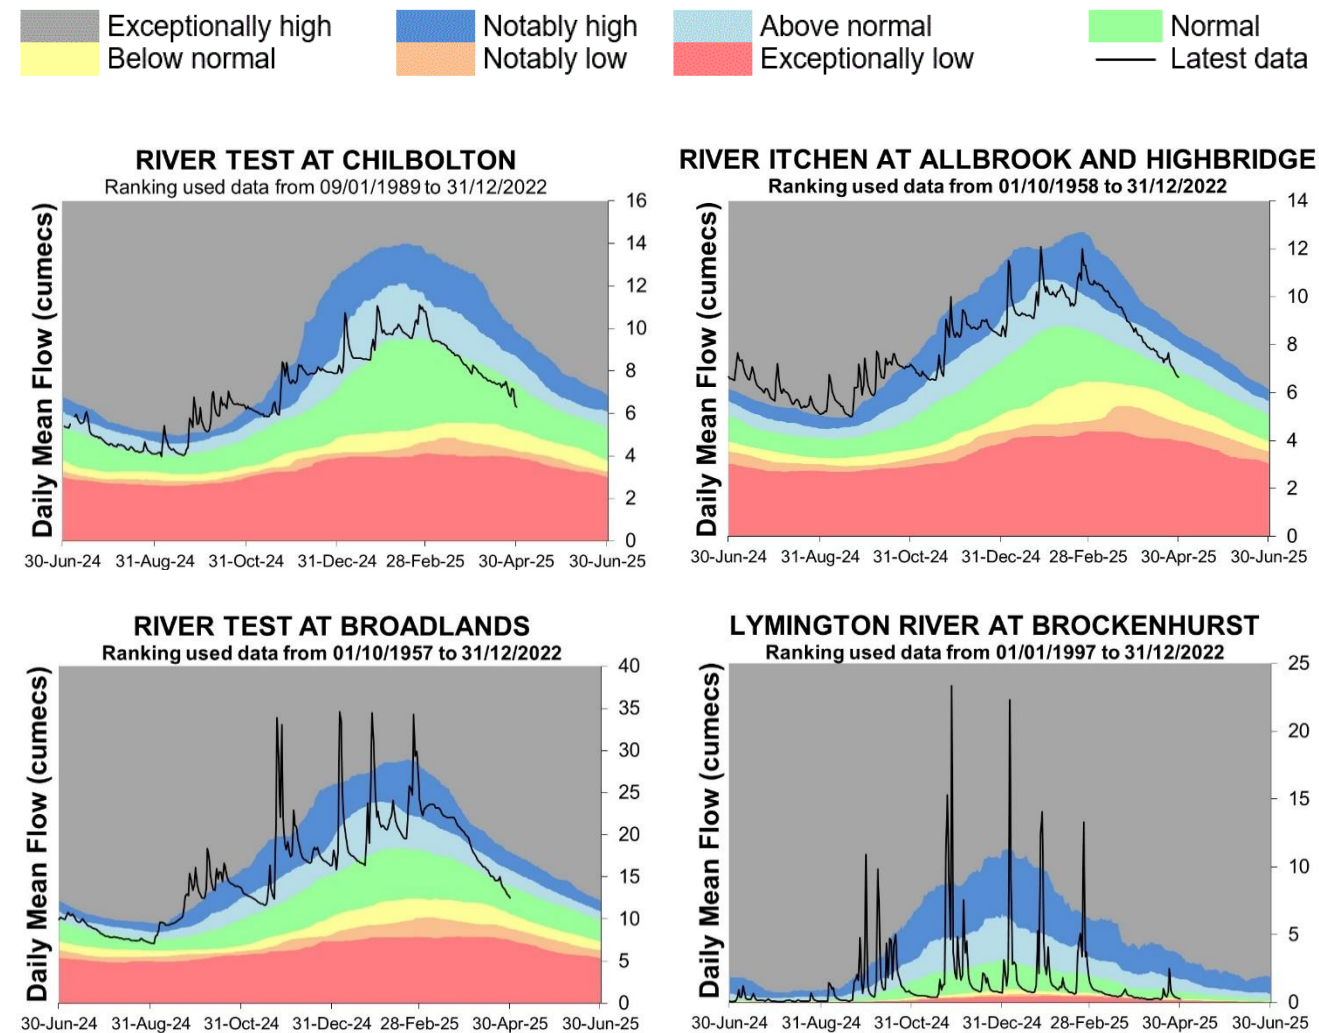 Exceptionally high Notably high Above normal Normal
Below normal Notably low Exceptionally low Latest data
RIVER TEST AT CHILBOLTON
Ranking used data from 09/01/1989 to 31/12/2022
Daily Mean Flow (cumecs)
16
14
12
10
8
6
4
2
0
30-Jun-24 31-Aug-24 31-Oct-24 31-Dec-24 28-Feb-25 30-Apr-25 30-Jun-25
RIVER ITCHEN AT ALLBROOK AND HIGHBRIDGE
Ranking used data from 01/10/1958 to 31/12/2022
Daily Mean Flow (cumecs)
14
12
10
8
6
4
2
0
30-Jun-24 31-Aug-24 31-Oct-24 31-Dec-24 28-Feb-25 30-Apr-25 30-Jun-25
RIVER TEST AT BROADLANDS
Ranking used data from 01/10/1957 to 31/12/2022
Daily Mean Flow (cumecs)
40
35
30
25
20
15
10
5
0
30-Jun-24 31-Aug-24 31-Oct-24 31-Dec-24 28-Feb-25 30-Apr-25 30-Jun-25
LYMINGTON RIVER AT BROCKENHURST
Ranking used data from 01/01/1997 to 31/12/2022
Daily Mean Flow (cumecs)
25
20
15
10
5
0
30-Jun-24 31-Aug-24 31-Oct-24 31-Dec-24 28-Feb-25 30-Apr-25 30-Jun-25